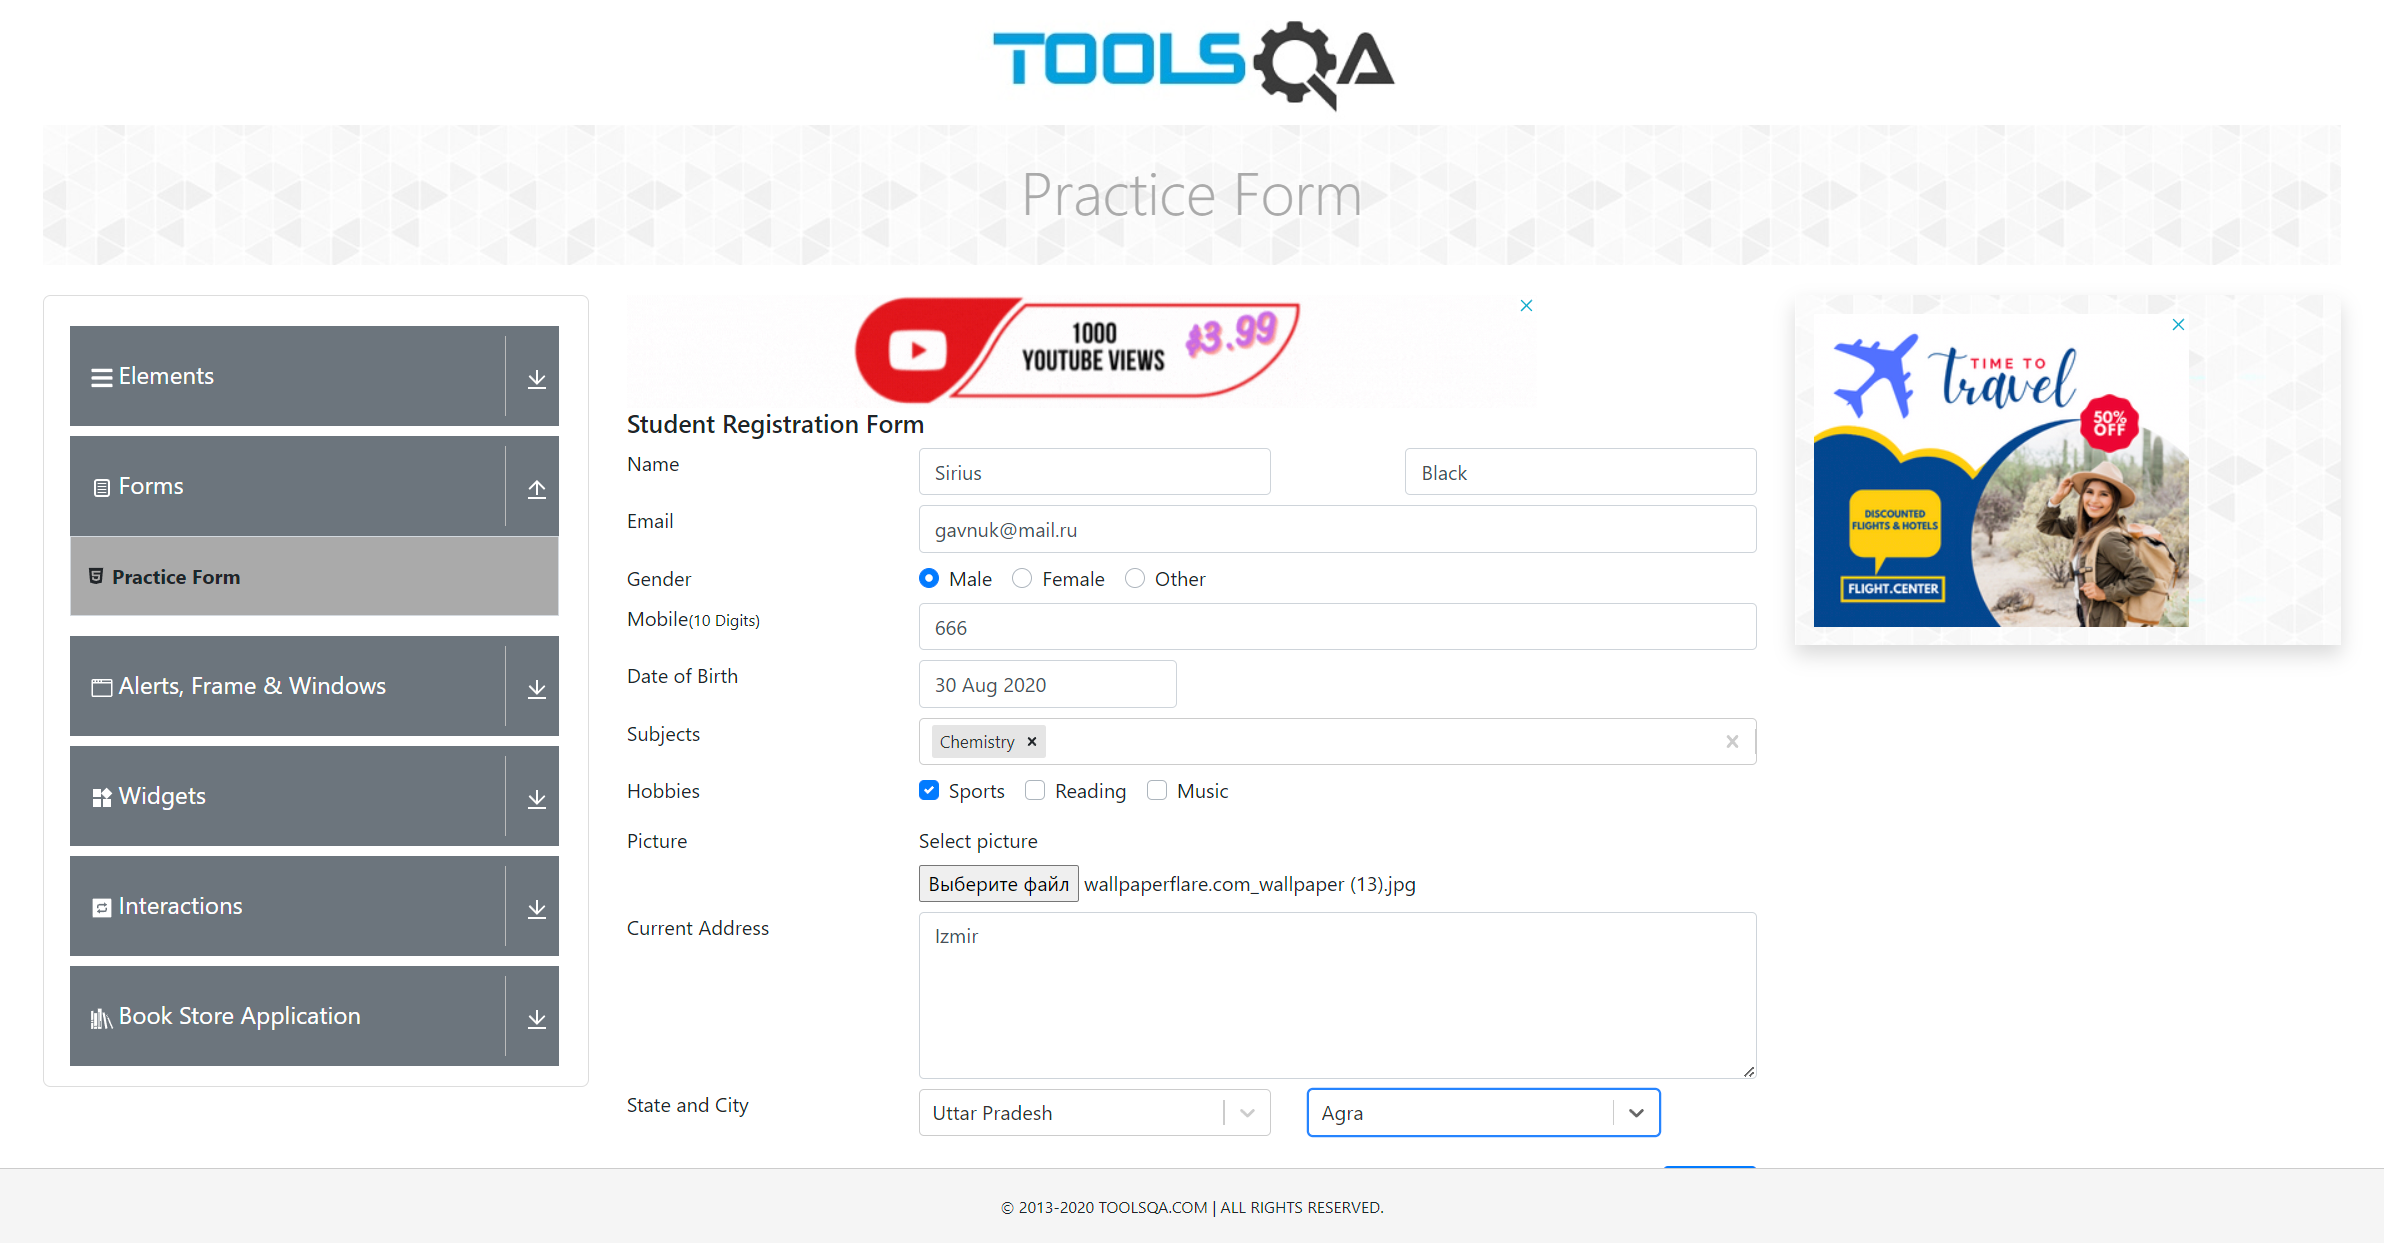 TOOLSQA
Practice Form
Elements
Forms
Practice Form
Alerts, Frame & Windows
Widgets
Interactions
Book Store Application
1000
YOUTUBE VIEWS
$3.99
Student Registration Form
Name Sirius Black
Email gavnuk@mail.ru
Gender Male Female Other
Mobile(10 Digits) 666
Date of Birth 30 Aug 2020
Subjects Chemistry
Hobbies Sports Reading Music
Picture Select picture
Выберите файл wallpaperflare.com_wallpaper (13).jpg
Current Address Izmir
State and City Uttar Pradesh Agra
TIME TO
travel
50%
OFF
DISCOUNTED
FLIGHTS & HOTELS
FLIGHT.CENTER
© 2013-2020 TOOLSQA.COM | ALL RIGHTS RESERVED.